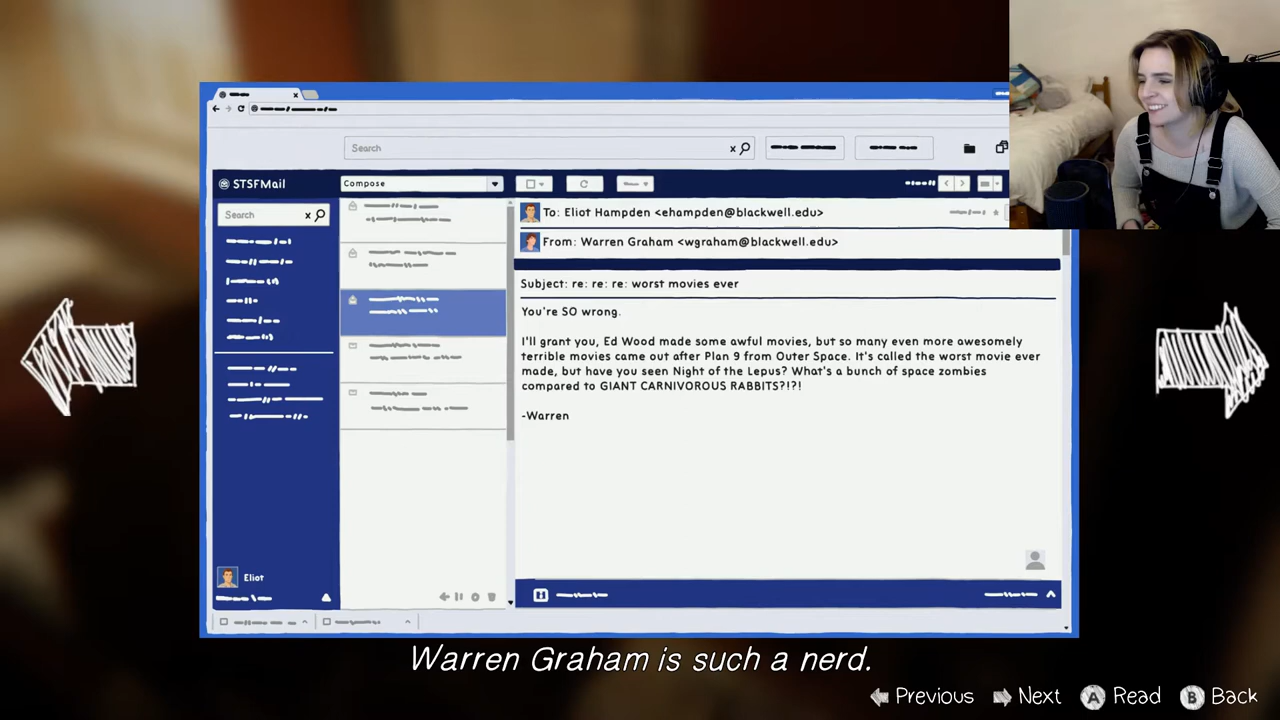 Search
STSFMail
Compose
Search
To: Eliot Hampden <ehampden@blackwell.edu>
From: Warren Graham <wgraham@blackwell.edu>
Subject: re: re: re: worst movies ever
You're SO wrong.
I'll grant you, Ed Wood made some awful movies, but so many even more awesomely
terrible movies came out after Plan 9 from Outer Space. It's called the worst movie ever
made, but have you seen Night of the Lepus? What's a bunch of space zombies
compared to GIANT CARNIVOROUS RABBITS?!?!
-Warren
Eliot
Warren Graham is such a nerd.
Previous Next A Read B Back